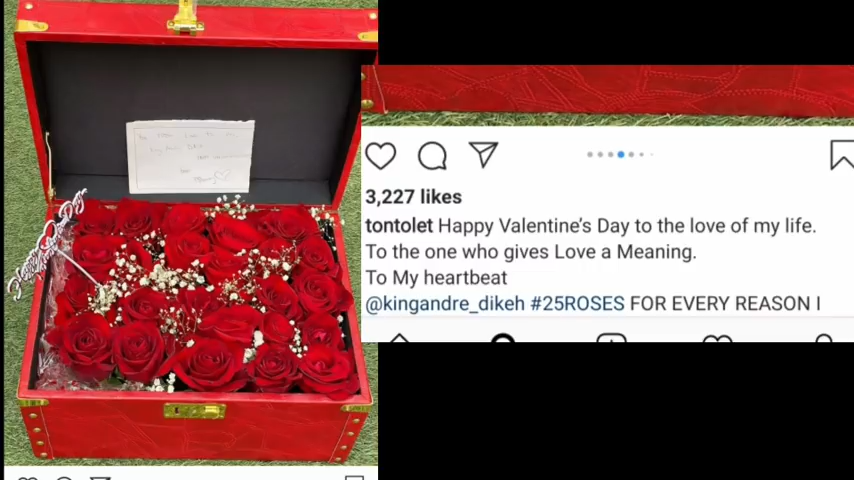 3,227 likes
tontolet Happy Valentine's Day to the love of my life.
To the one who gives Love a Meaning.
To My heartbeat
@kingandre_dikeh #25ROSES FOR EVERY REASON I